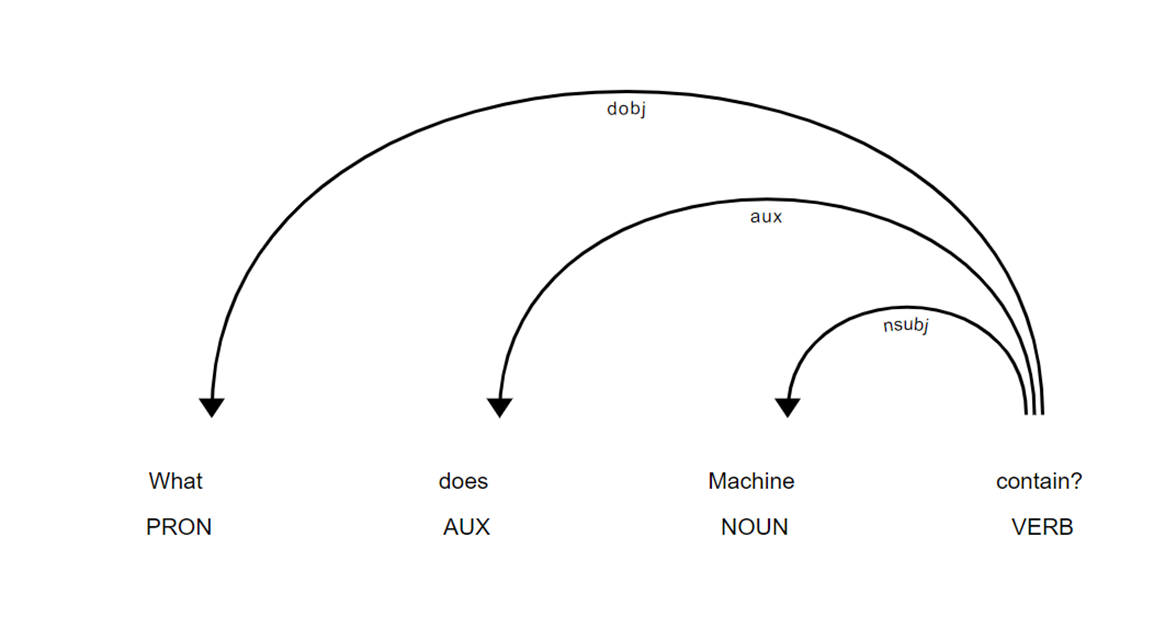 dobj
aux
nsubj
What does Machine contain?
PRON AUX NOUN VERB